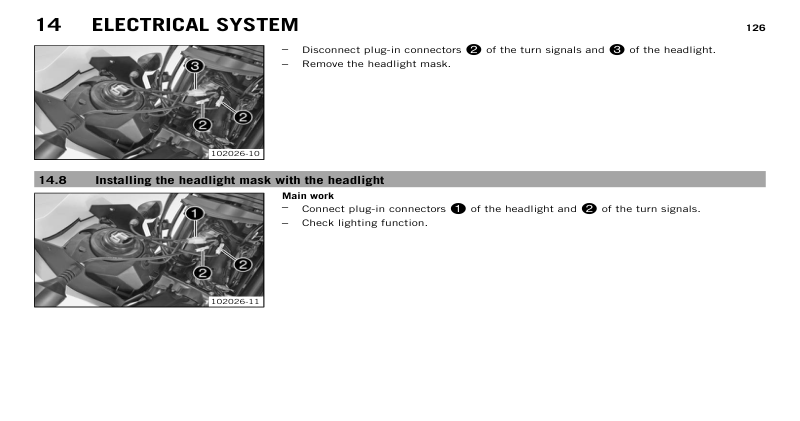 14 ELECTRICAL SYSTEM 126
– Disconnect plug-in connectors 2 of the turn signals and 3 of the headlight.
– Remove the headlight mask.
3
2
2
102026-10
14.8 Installing the headlight mask with the headlight
Main work
– Connect plug-in connectors 1 of the headlight and 2 of the turn signals.
– Check lighting function.
1
2
2
102026-11